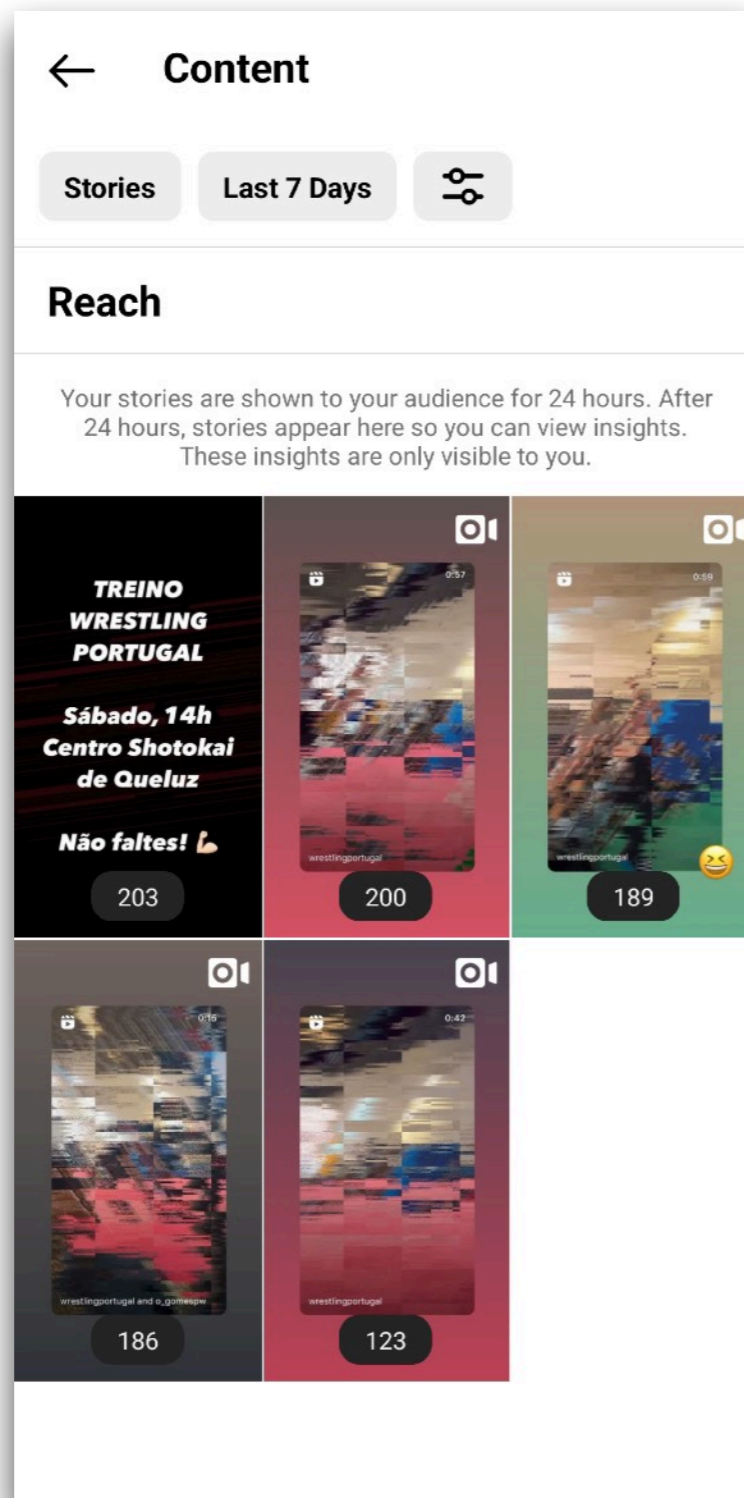 Content
Stories
Last 7 Days
Reach
Your stories are shown to your audience for 24 hours. After
24 hours, stories appear here so you can view insights.
These insights are only visible to you.
TREINO
WRESTLING
PORTUGAL
Sábado, 14h
Centro Shotokai
de Queluz
Não faltes! 💪🏻
203
0:57
wrestlingportugal
200
0:59
wrestlingportugal
189
0:15
wrestlingportugal and o_gomespw
186
0:42
wrestlingportugal
123